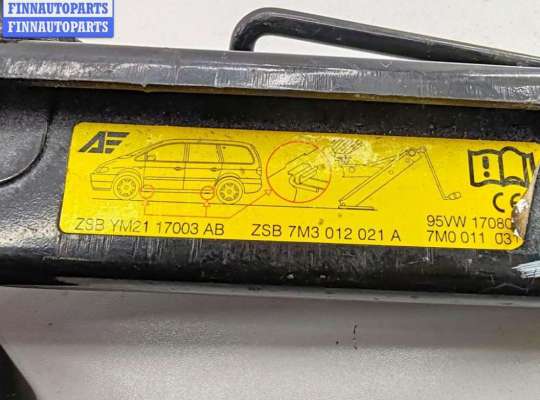 FINNAUTOPARTS
FINNAUTOPARTS
AE
ZSB YM21 17003 AB
ZSB 7M3 012 021 A
CE
95VW 17080
7M0 011 031